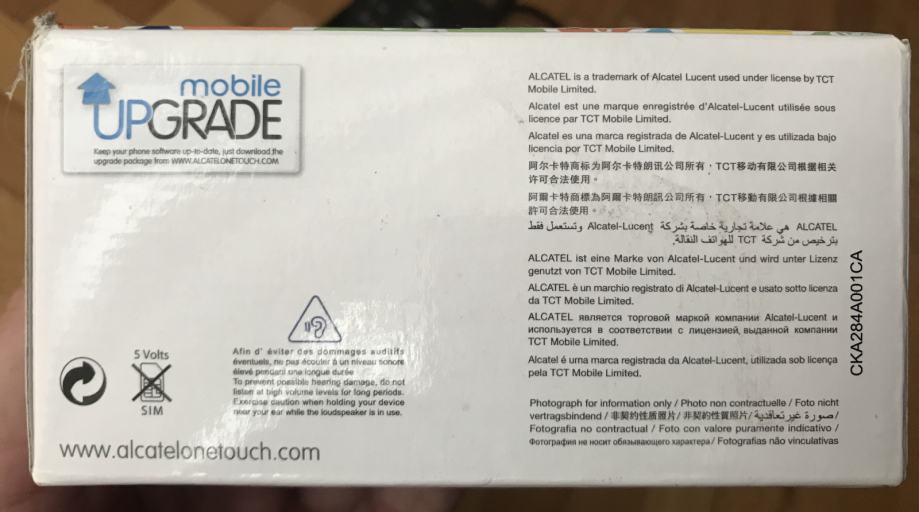 mobile
UPGRADE
Keep your phone software up-to-date, just download the
upgrade package from WWW.ALCATELONETOUCH.COM
ALCATEL is a trademark of Alcatel Lucent used under license by TCT
Mobile Limited.
Alcatel est une marque enregistrée d'Alcatel-Lucent utilisée sous
licence par TCT Mobile Limited.
Alcatel es una marca registrada de Alcatel-Lucent y es utilizada bajo
licencia por TCT Mobile Limited.
阿尔卡特商标为阿尔卡特朗讯公司所有，TCT移动有限公司根据相关
许可合法使用。
阿爾卡特商標為阿爾卡特朗訊公司所有，TCT移動有限公司根據相關
許可合法使用。
ALCATEL هي علامة تجارية خاصة بشركة Alcatel-Lucent وتستعمل فقط
بترخيص من شركة TCT للهواتف النقالة.
ALCATEL ist eine Marke von Alcatel-Lucent und wird unter Lizenz
genutzt von TCT Mobile Limited.
ALCATEL è un marchio registrato di Alcatel-Lucent e usato sotto licenza
da TCT Mobile Limited.
ALCATEL является торговой маркой компании Alcatel-Lucent и
используется в соответствии с лицензией, выданной компании
TCT Mobile Limited.
Alcatel é uma marca registrada da Alcatel-Lucent, utilizada sob licença
pela TCT Mobile Limited.
Photograph for information only / Photo non contractuelle / Foto nicht
vertragsbindend / 非契約性质照片/ 非契約性質照片/ صورة غير تعاقدية/
Fotografia no contractual / Foto con valore puramente indicativo /
Фотография не носит обязывающего характера/ Fotografias não vinculativas
CKA284A001CA
5 Volts
SIM
Afin d' éviter des dommages auditifs
éventuels, ne pas écouter à un niveau sonore
élevé pendant une longue durée
To prevent possible hearing damage, do not
listen at high volume levels for long periods.
Exercise caution when holding your device
near your ear while the loudspeaker is in use.
www.alcatelonetouch.com